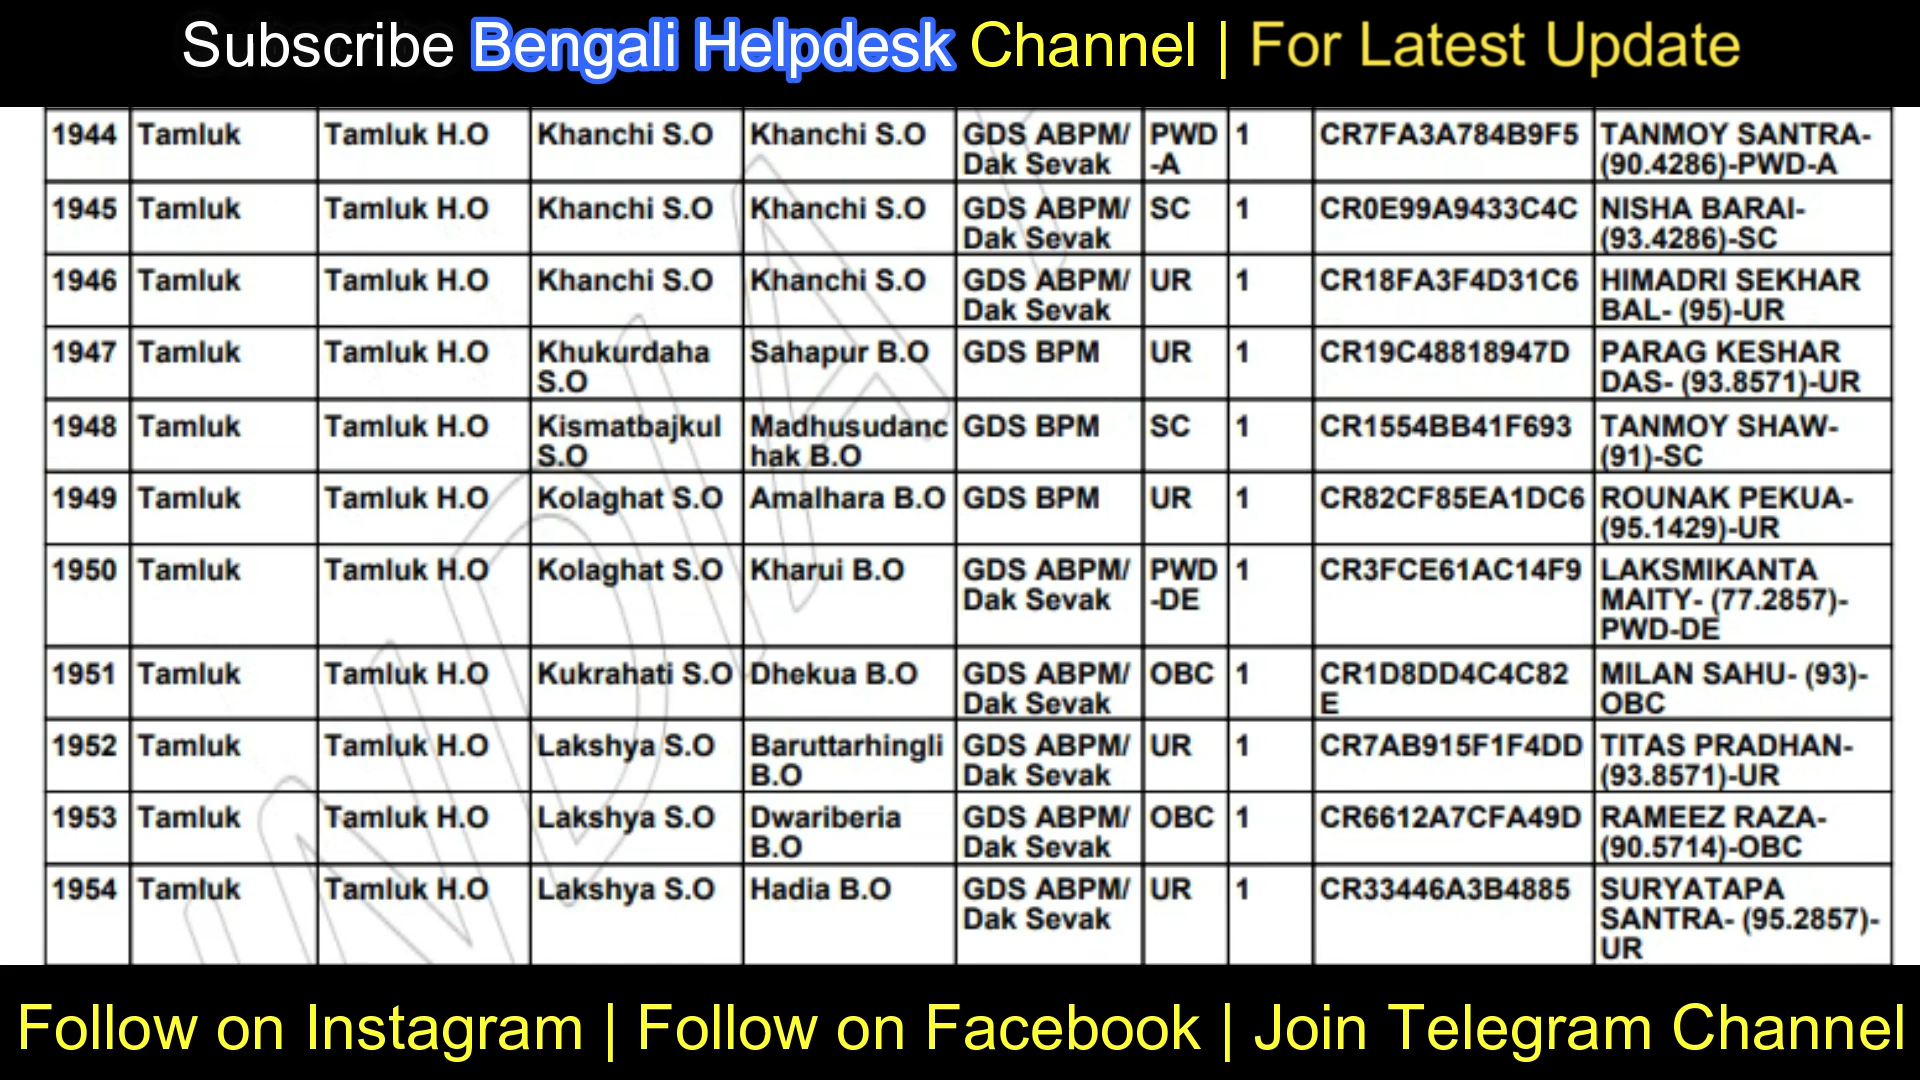 Subscribe Bengali Helpdesk Channel | For Latest Update
1944 Tamluk Tamluk H.O Khanchi S.O Khanchi S.O GDS ABPM/ PWD 1 CR7FA3A784B9F5 TANMOY SANTRA-
Dak Sevak -A (90.4286)-PWD-A
1945 Tamluk Tamluk H.O Khanchi S.O Khanchi S.O GDS ABPM/ SC 1 CR0E99A9433C4C NISHA BARAI-
Dak Sevak (93.4286)-SC
1946 Tamluk Tamluk H.O Khanchi S.O Khanchi S.O GDS ABPM/ UR 1 CR18FA3F4D31C6 HIMADRI SEKHAR
Dak Sevak BAL- (95)-UR
1947 Tamluk Tamluk H.O Khukurdaha Sahapur B.O GDS BPM UR 1 CR19C48818947D PARAG KESHAR
S.O DAS- (93.8571)-UR
1948 Tamluk Tamluk H.O Kismatbajkul Madhusudanc GDS BPM SC 1 CR1554BB41F693 TANMOY SHAW-
S.O hak B.O (91)-SC
1949 Tamluk Tamluk H.O Kolaghat S.O Amalhara B.O GDS BPM UR 1 CR82CF85EA1DC6 ROUNAK PEKUA-
(95.1429)-UR
1950 Tamluk Tamluk H.O Kolaghat S.O Kharui B.O GDS ABPM/ PWD 1 CR3FCE61AC14F9 LAKSMIKANTA
Dak Sevak -DE MAITY- (77.2857)-
PWD-DE
1951 Tamluk Tamluk H.O Kukrahati S.O Dhekua B.O GDS ABPM/ OBC 1 CR1D8DD4C4C82 MILAN SAHU- (93)-
Dak Sevak E OBC
1952 Tamluk Tamluk H.O Lakshya S.O Baruttarhingli GDS ABPM/ UR 1 CR7AB915F1F4DD TITAS PRADHAN-
B.O Dak Sevak (93.8571)-UR
1953 Tamluk Tamluk H.O Lakshya S.O Dwariberia GDS ABPM/ OBC 1 CR6612A7CFA49D RAMEEZ RAZA-
B.O Dak Sevak (90.5714)-OBC
1954 Tamluk Tamluk H.O Lakshya S.O Hadia B.O GDS ABPM/ UR 1 CR33446A3B4885 SURYATAPA
Dak Sevak SANTRA- (95.2857)-
UR
Follow on Instagram | Follow on Facebook | Join Telegram Channel